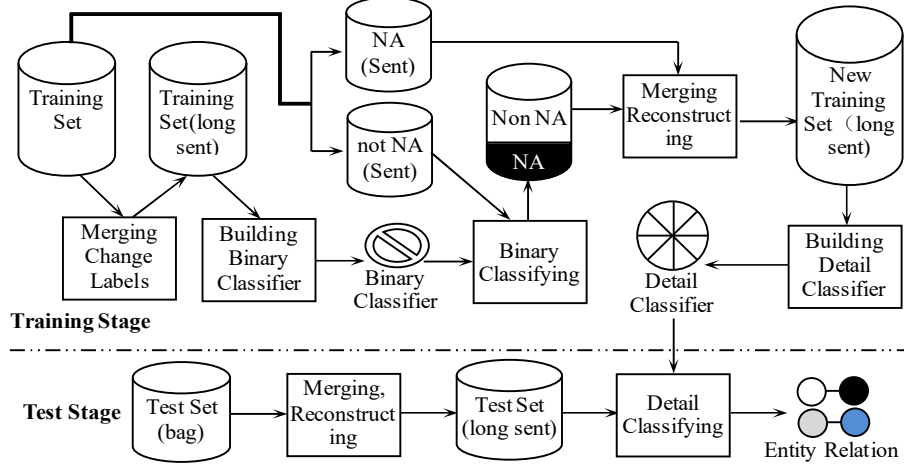 Training
Set
Training
Set(long
sent)
NA
(Sent)
not NA
(Sent)
Non NA
NA
Merging
Reconstruct
ing
New
Training
Set（long
sent)
Merging
Change
Labels
Building
Binary
Classifier
Binary
Classifier
Binary
Classifying
Detail
Classifier
Building
Detail
Classifier
Training Stage
Test Stage
Test Set
(bag)
Merging,
Reconstruct
ing
Test Set
(long sent)
Detail
Classifying
Entity Relation